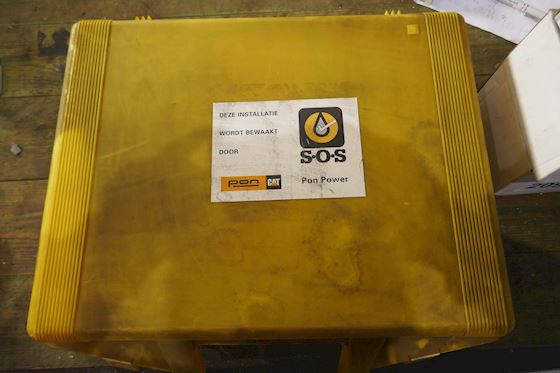 DEZE INSTALLATIE
WORDT BEWAAKT
DOOR
S·O·S
pon CAT
Pon Power